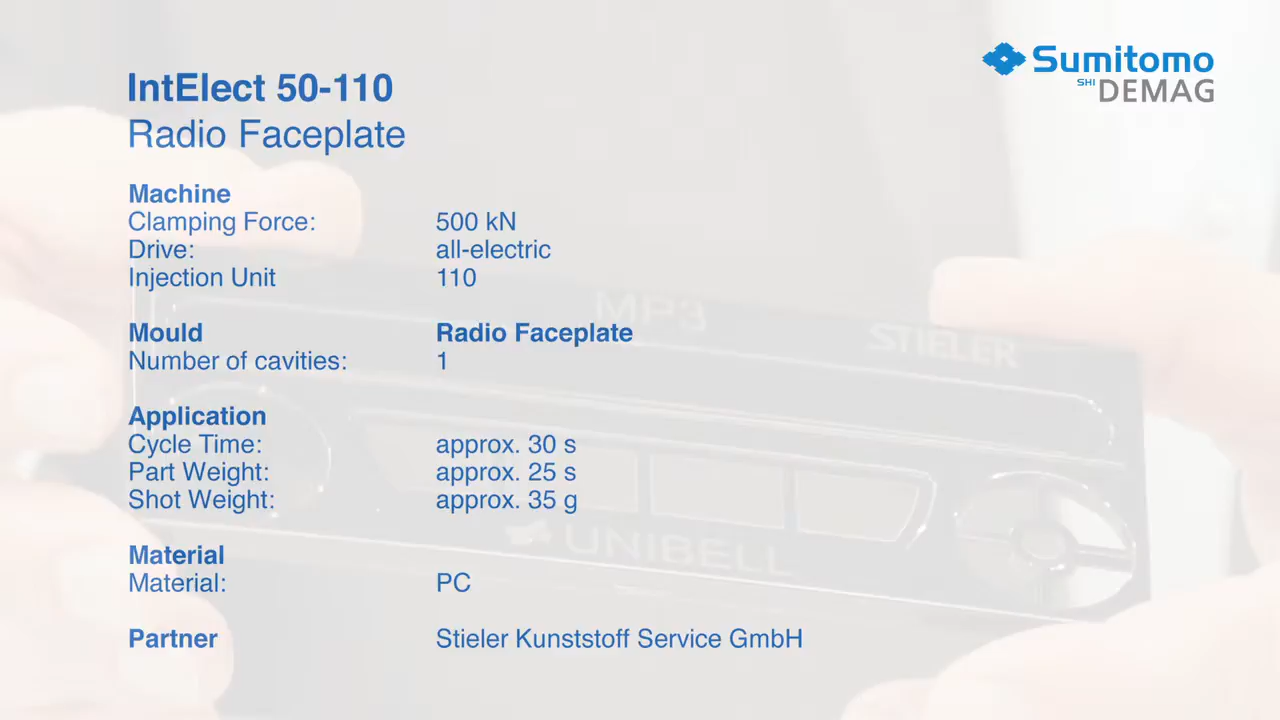 Sumitomo
SHI DEMAG
IntElect 50-110
Radio Faceplate
Machine
Clamping Force: 500 kN
Drive: all-electric
Injection Unit 110
Mould Radio Faceplate
Number of cavities: 1
Application
Cycle Time: approx. 30 s
Part Weight: approx. 25 s
Shot Weight: approx. 35 g
Material
Material: PC
Partner Stieler Kunststoff Service GmbH
MP3
STIELER
UNIBELL